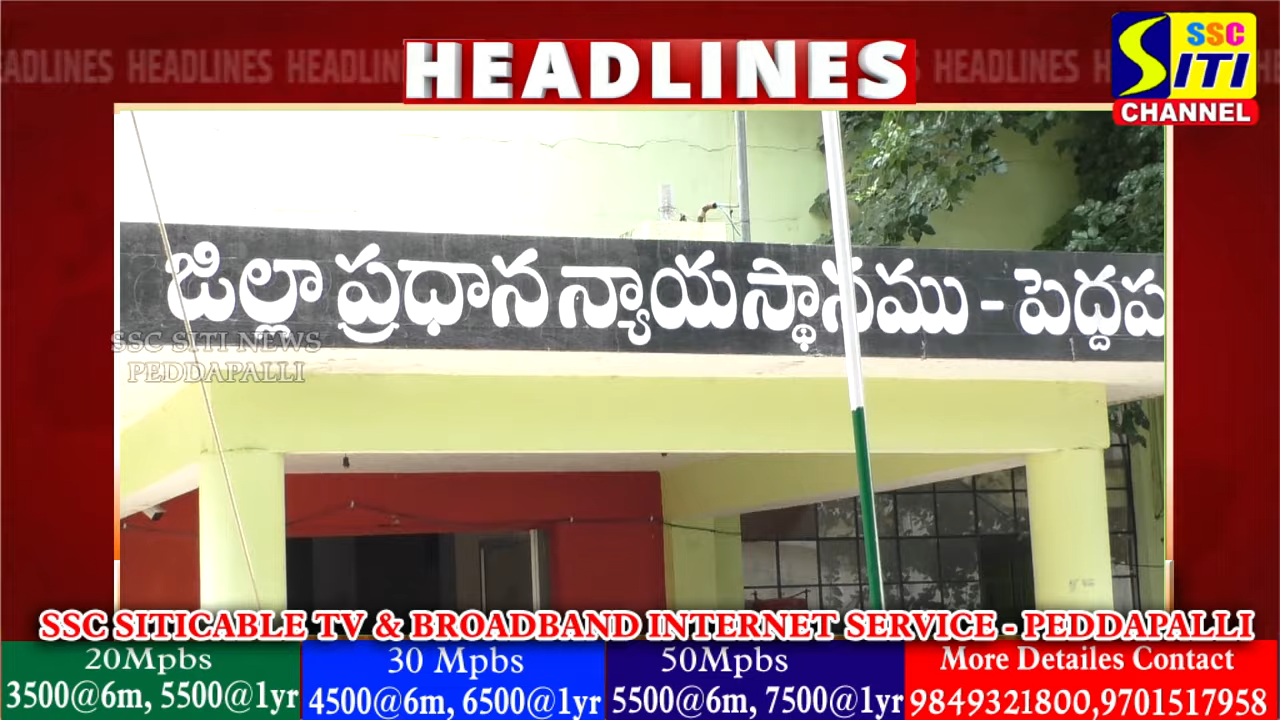 HEADLINES
SSC
SITI
CHANNEL
జిల్లా ప్రధాన న్యాయస్థానము - పెద్దప
SSC SITI NEWS
PEDDAPALLI
SSC SITICABLE TV & BROADBAND INTERNET SERVICE - PEDDAPALLI
20Mpbs
3500@6m, 5500@1yr
30 Mpbs
4500@6m, 6500@1yr
50Mpbs
5500@6m, 7500@1yr
More Detailes Contact
9849321800,9701517958